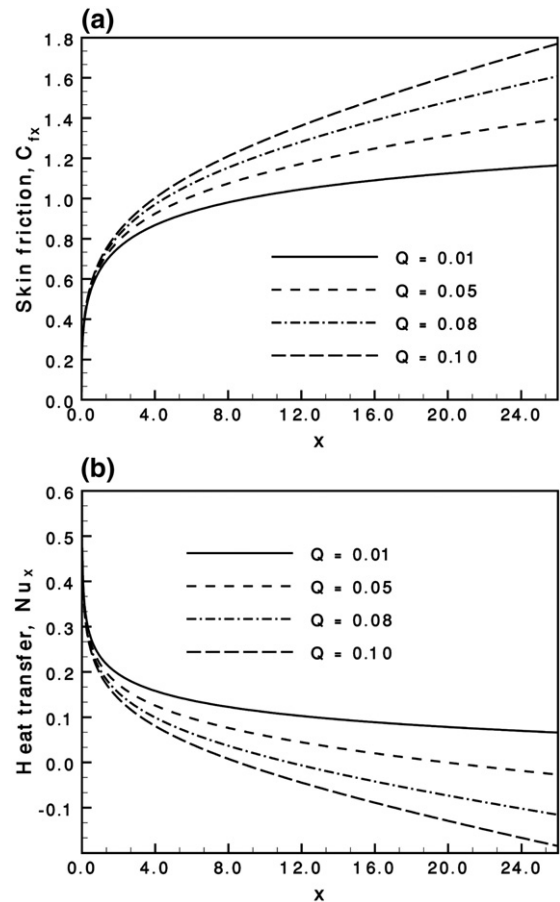 (a)
1.8
1.6
1.4
1.2
1.0
0.8
0.6
0.4
0.2
0.0
Skin friction, C_fx
Q = 0.01
Q = 0.05
Q = 0.08
Q = 0.10
0.0 4.0 8.0 12.0 16.0 20.0 24.0
X
(b)
0.6
0.5
0.4
0.3
0.2
0.1
0.0
-0.1
Heat transfer, Nu_x
Q = 0.01
Q = 0.05
Q = 0.08
Q = 0.10
0.0 4.0 8.0 12.0 16.0 20.0 24.0
X